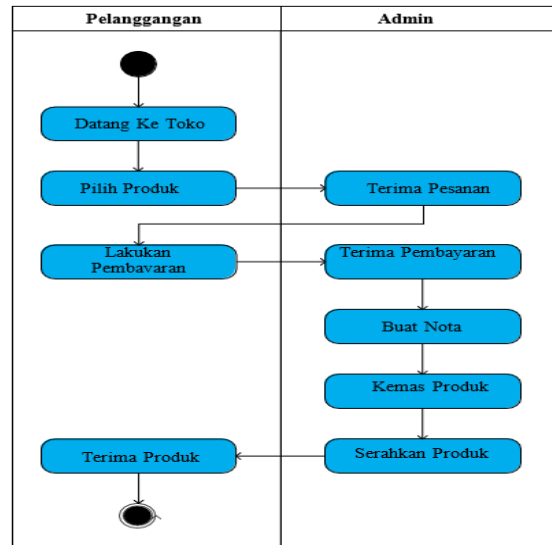 Pelanggangan
Admin
Datang Ke Toko
Pilih Produk
Terima Pesanan
Lakukan
Pembavaran
Terima Pembayaran
Buat Nota
Kemas Produk
Serahkan Produk
Terima Produk